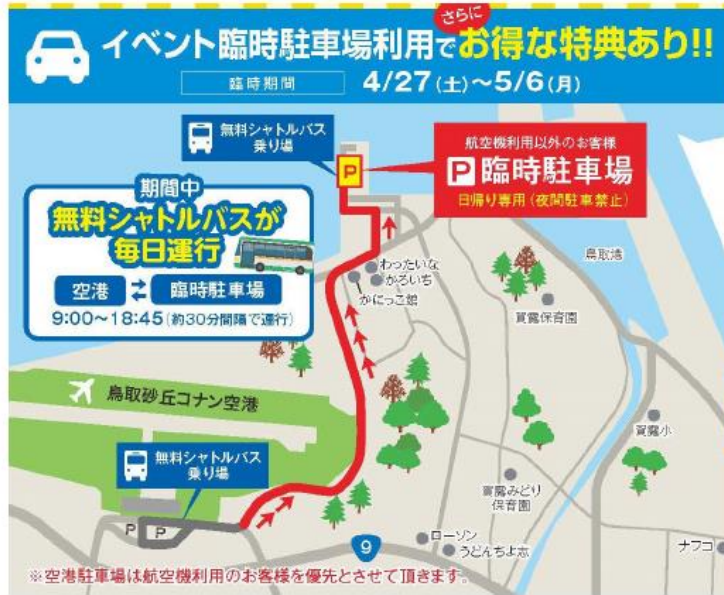 さらに
イベント臨時駐車場利用でお得な特典あり!!
臨時期間 4/27(土)~5/6(月)
無料シャトルバス
乗り場
航空機利用以外のお客様
P臨時駐車場
日帰り専用(夜間駐車禁止)
P
期間中
無料シャトルバスが
毎日運行
空港 ⇄ 臨時駐車場
9:00~18:45(約30分間隔で運行)
鳥取港
わったいな
かろいち
かにっこ館
賀露保育園
鳥取砂丘コナン空港
無料シャトルバス
乗り場
賀露小
賀露みどり
保育園
P P
9
ローソン
うどんちよ志
ナフコ
※空港駐車場は航空機利用のお客様を優先とさせて頂きます。